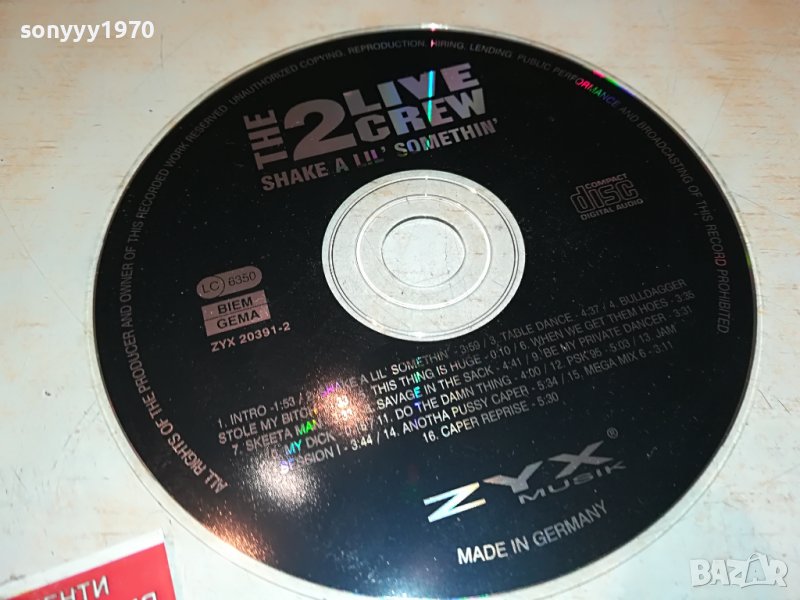 sonyyy1970
ALL RIGHTS OF THE PRODUCER AND OWNER OF THIS RECORDED WORK RESERVED. UNAUTHORIZED COPYING, REPRODUCTION, HIRING, LENDING, PUBLIC PERFORMANCE AND BROADCASTING OF THIS RECORD PROHIBITED
THE 2 LIVE CREW
SHAKE A LIL' SOMETHIN'
COMPACT
disc
DIGITAL AUDIO
LC 6350
BIEM
GEMA
ZYX 20391-2
1. INTRO -1:53 / SHAKE A LIL' SOMETHIN' - 3:59 / 3. TABLE DANCE - 4:37 / 4. BULLDAGGER
STOLE MY BITCH THIS THING IS HUGE - 0:10 / 6. WHEN WE GET THEM HOES - 3:35
7. SKEETA MAN SAVAGE IN THE SACK - 4:41 / 9. BE MY PRIVATE DANCER - 3:31
MY DICK / 11. DO THE DAMN THING - 4:00 / 12. PSK'95 - 5:03 / 13. JAM
SESSION I - 3:44 / 14. ANOTHA PUSSY CAPER - 5:34 / 15. MEGA MIX 6 - 3:11
16. CAPER REPRISE - 5:30
ZYX ®
MUSIK
MADE IN GERMANY
BAZAR